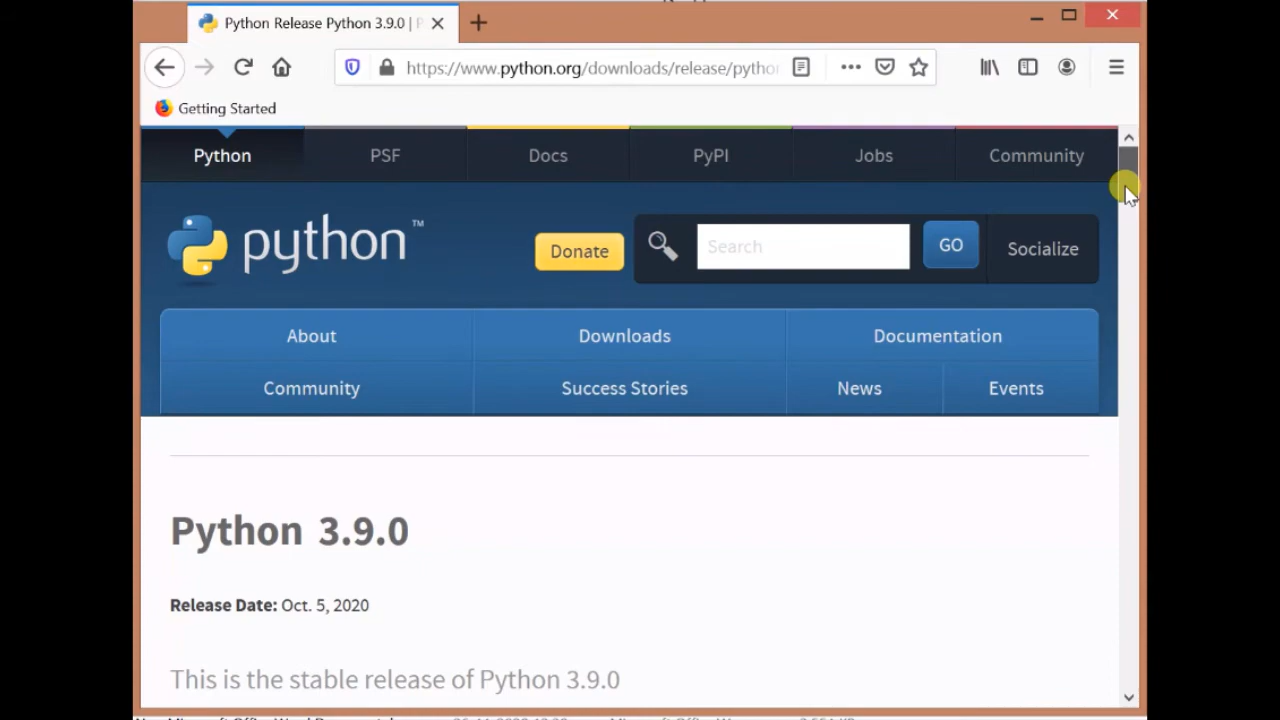 Python Release Python 3.9.0 | P
https://www.python.org/downloads/release/pytho
Getting Started
Python PSF Docs PyPI Jobs Community
python™
Donate Search GO Socialize
About Downloads Documentation
Community Success Stories News Events
Python 3.9.0
Release Date: Oct. 5, 2020
This is the stable release of Python 3.9.0